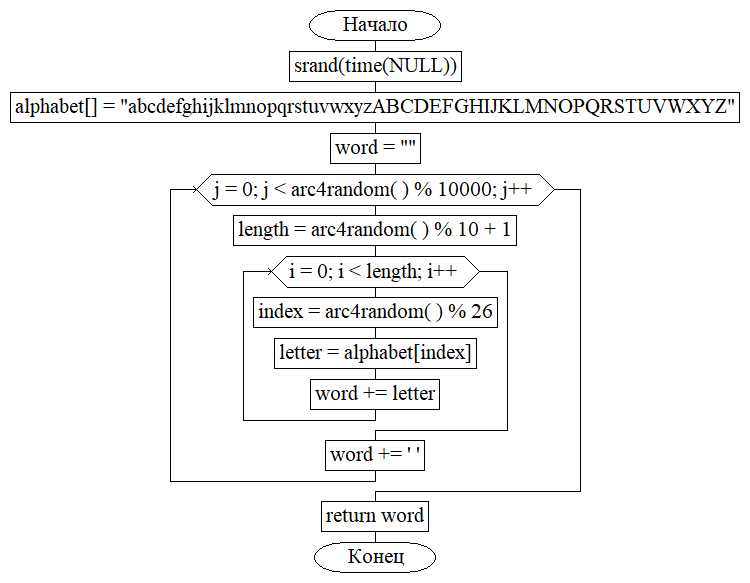 Начало
srand(time(NULL))
alphabet[] = "abcdefghijklmnopqrstuvwxyzABCDEFGHIJKLMNOPQRSTUVWXYZ"
word = ""
j = 0; j < arc4random( ) % 10000; j++
length = arc4random( ) % 10 + 1
i = 0; i < length; i++
index = arc4random( ) % 26
letter = alphabet[index]
word += letter
word += ' '
return word
Конец